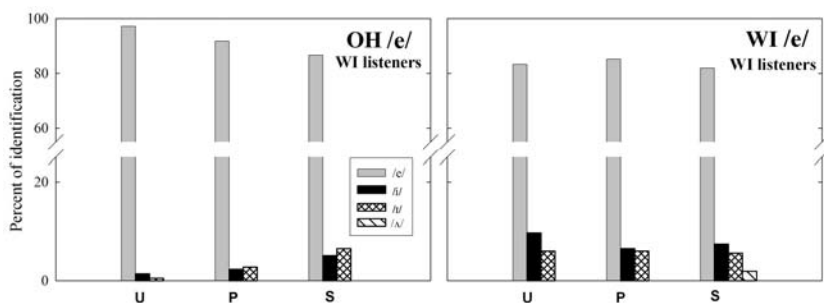 100
80
60
20
0
Percent of identification
OH /e/
WI listeners
/e/
/i/
/ɪ/
/ʌ/
U P S
WI /e/
WI listeners
U P S